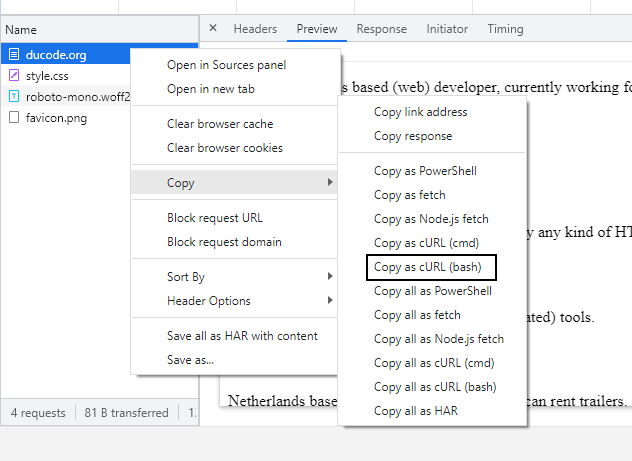 Name
× Headers Preview Response Initiator Timing
ducode.org
style.css
roboto-mono.woff2
favicon.png
Open in Sources panel
Open in new tab
Clear browser cache
Clear browser cookies
Copy
Block request URL
Block request domain
Sort By
Header Options
Save all as HAR with content
Save as...
Copy link address
Copy response
Copy as PowerShell
Copy as fetch
Copy as Node.js fetch
Copy as cURL (cmd)
Copy as cURL (bash)
Copy all as PowerShell
Copy all as fetch
Copy all as Node.js fetch
Copy all as cURL (cmd)
Copy all as cURL (bash)
Copy all as HAR
s based (web) developer, currently working fo
y any kind of HT
ated) tools.
Netherlands base
can rent trailers.
4 requests 81 B transferred 1.